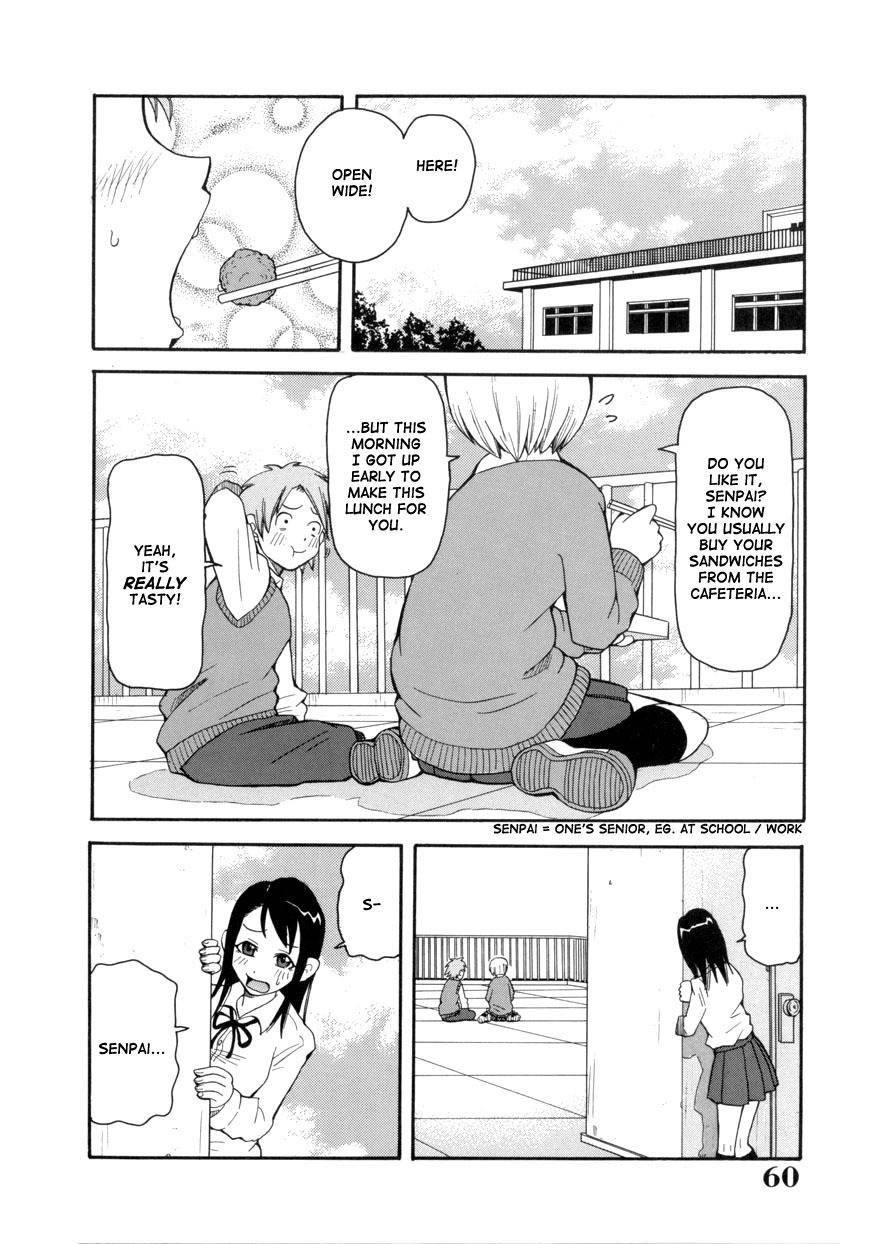 HERE!
OPEN
WIDE!
DO YOU
LIKE IT,
SENPAI?
I KNOW
YOU USUALLY
BUY YOUR
SANDWICHES
FROM THE
CAFETERIA...
...BUT THIS
MORNING
I GOT UP
EARLY TO
MAKE THIS
LUNCH FOR
YOU.
YEAH,
IT'S
REALLY
TASTY!
SENPAI = ONE'S SENIOR, EG. AT SCHOOL / WORK
...
S-
SENPAI...
60